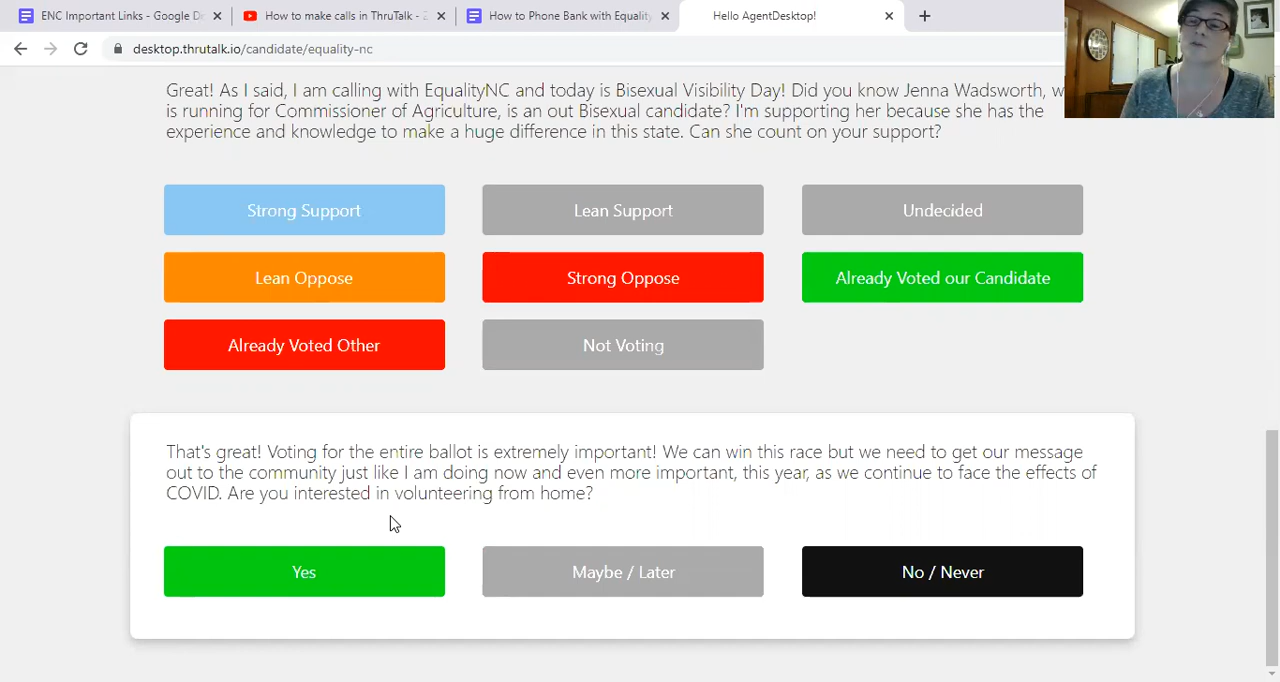 ENC Important Links - Google Do
How to make calls in ThruTalk - 2
How to Phone Bank with Equality
Hello AgentDesktop!
desktop.thrutalk.io/candidate/equality-nc
Great! As I said, I am calling with EqualityNC and today is Bisexual Visibility Day! Did you know Jenna Wadsworth, w
is running for Commissioner of Agriculture, is an out Bisexual candidate? I'm supporting her because she has the
experience and knowledge to make a huge difference in this state. Can she count on your support?
Strong Support
Lean Support
Undecided
Lean Oppose
Strong Oppose
Already Voted our Candidate
Already Voted Other
Not Voting
That's great! Voting for the entire ballot is extremely important! We can win this race but we need to get our message
out to the community just like I am doing now and even more important, this year, as we continue to face the effects of
COVID. Are you interested in volunteering from home?
Yes
Maybe / Later
No / Never